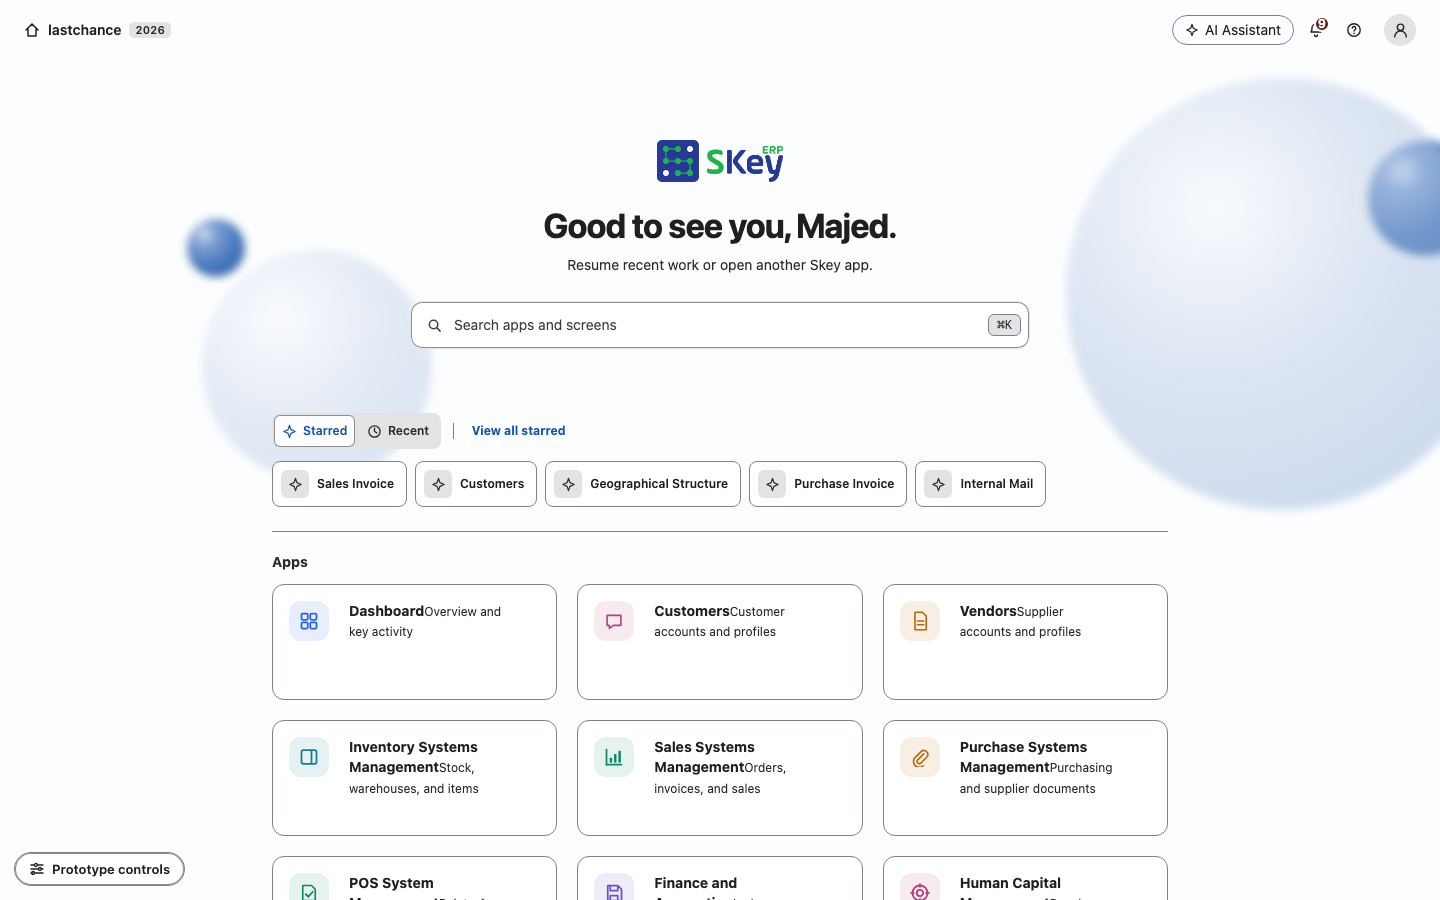 lastchance 2026
AI Assistant
9
SKey ERP
Good to see you, Majed.
Resume recent work or open another Skey app.
Search apps and screens
⌘K
Starred
Recent
View all starred
Sales Invoice
Customers
Geographical Structure
Purchase Invoice
Internal Mail
Apps
DashboardOverview and
key activity
CustomersCustomer
accounts and profiles
VendorsSupplier
accounts and profiles
Inventory Systems
ManagementStock,
warehouses, and items
Sales Systems
ManagementOrders,
invoices, and sales
Purchase Systems
ManagementPurchasing
and supplier documents
POS System
Finance and
Human Capital
Prototype controls